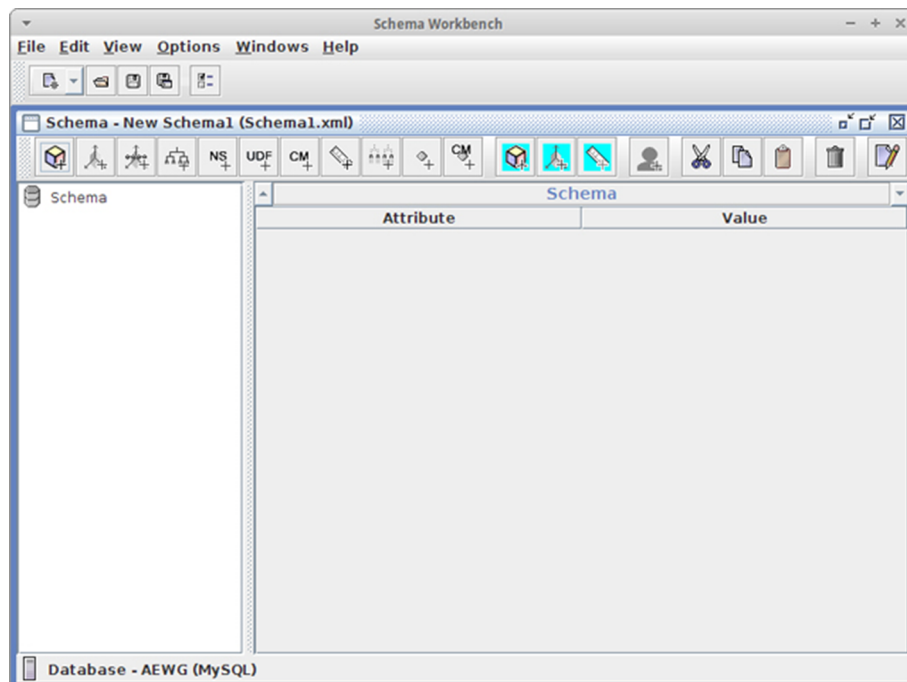 Schema Workbench
File Edit View Options Windows Help
Schema - New Schema1 (Schema1.xml)
NS UDF CM CM
Schema
Schema
Attribute Value
Database - AEWG (MySQL)